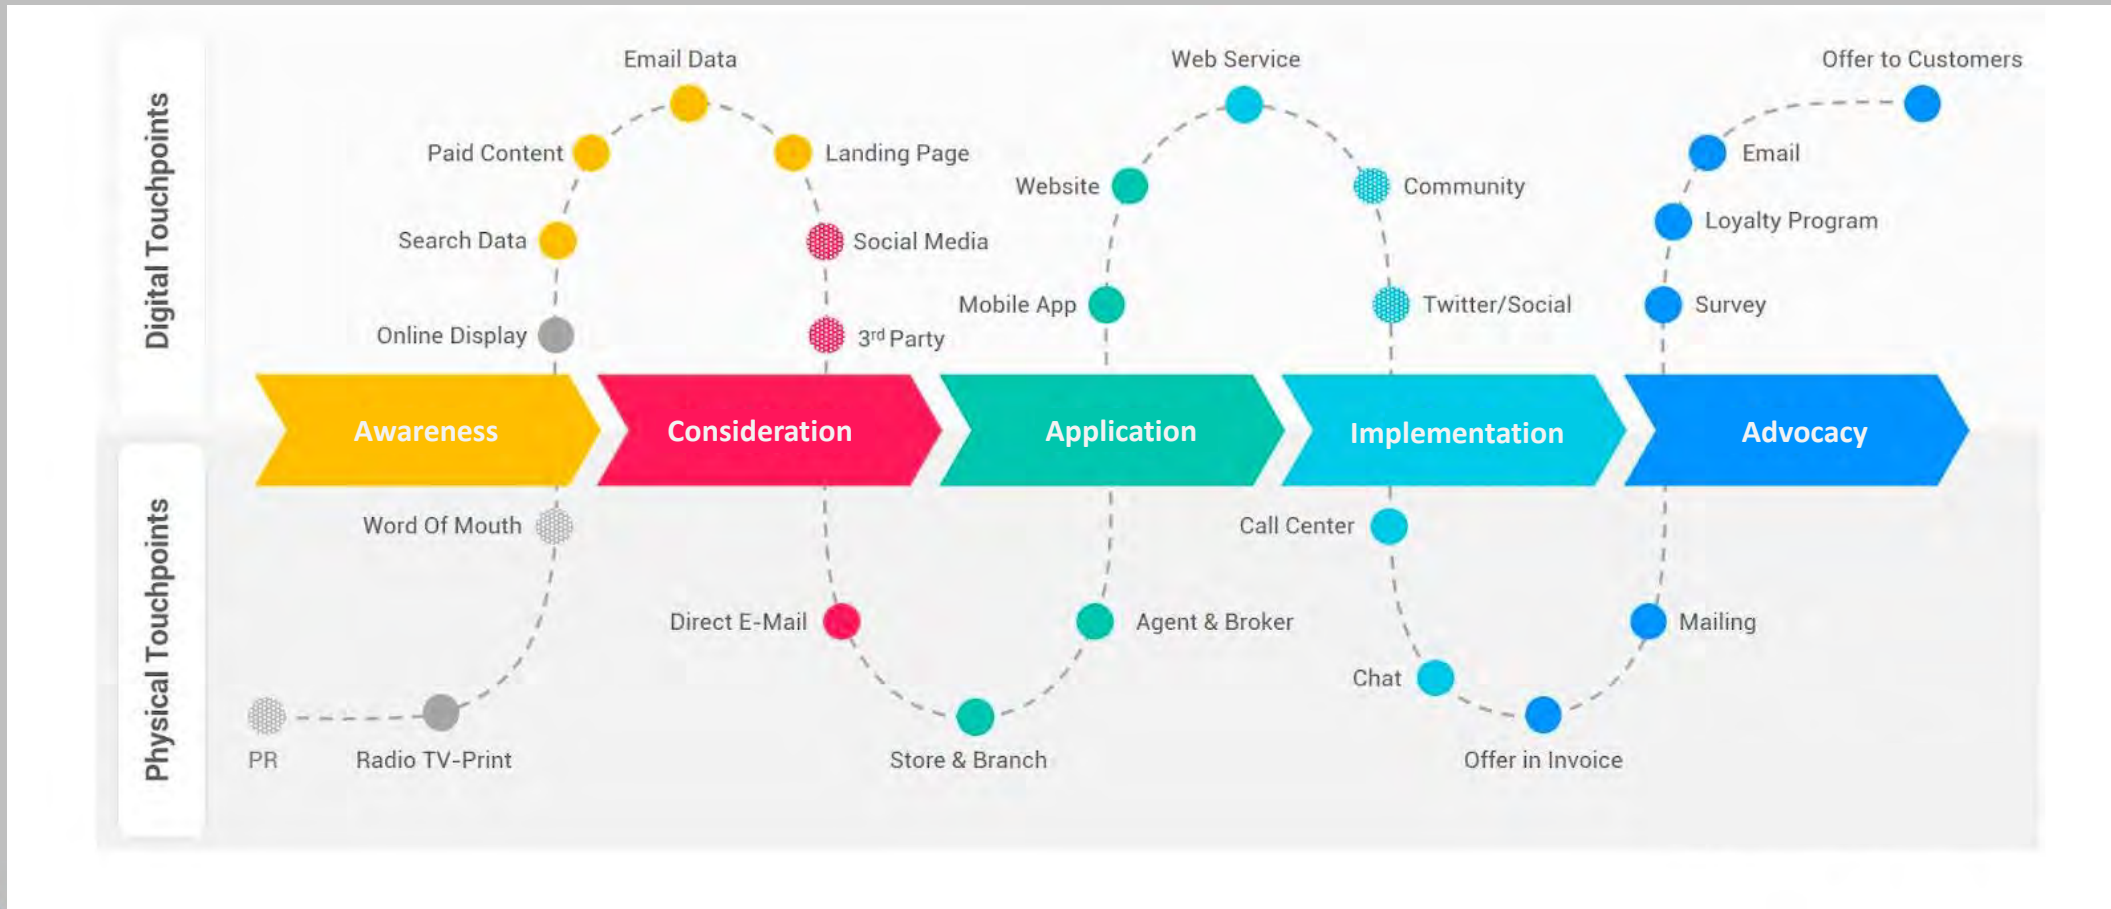 Digital Touchpoints
Email Data
Web Service
Offer to Customers
Paid Content
Landing Page
Email
Website
Community
Loyalty Program
Search Data
Social Media
Mobile App
Twitter/Social
Survey
Online Display
3rd Party
Awareness
Consideration
Application
Implementation
Advocacy
Physical Touchpoints
Word Of Mouth
Call Center
Direct E-Mail
Agent & Broker
Mailing
Chat
PR
Radio TV-Print
Store & Branch
Offer in Invoice